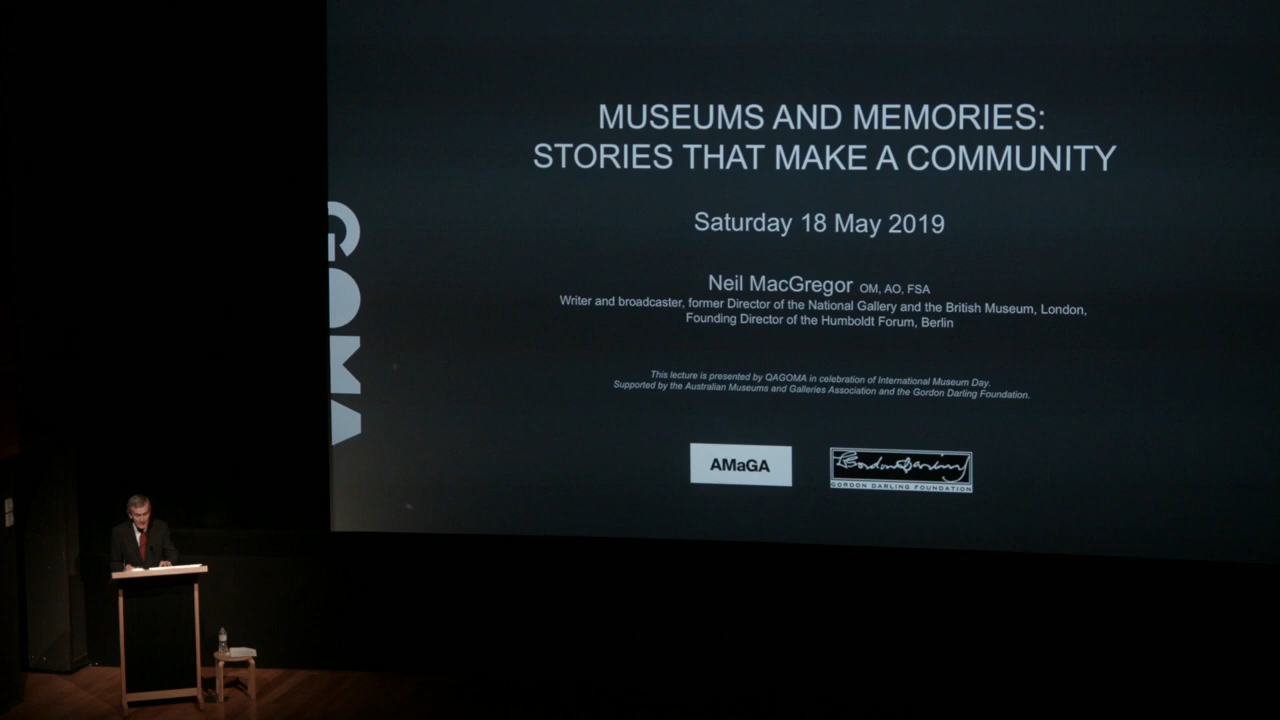 MUSEUMS AND MEMORIES:
STORIES THAT MAKE A COMMUNITY
Saturday 18 May 2019
GOMA
Neil MacGregor OM, AO, FSA
Writer and broadcaster, former Director of the National Gallery and the British Museum, London,
Founding Director of the Humboldt Forum, Berlin
This lecture is presented by QAGOMA in celebration of International Museum Day.
Supported by the Australian Museums and Galleries Association and the Gordon Darling Foundation.
AMaGA
Gordon Darling
GORDON DARLING FOUNDATION